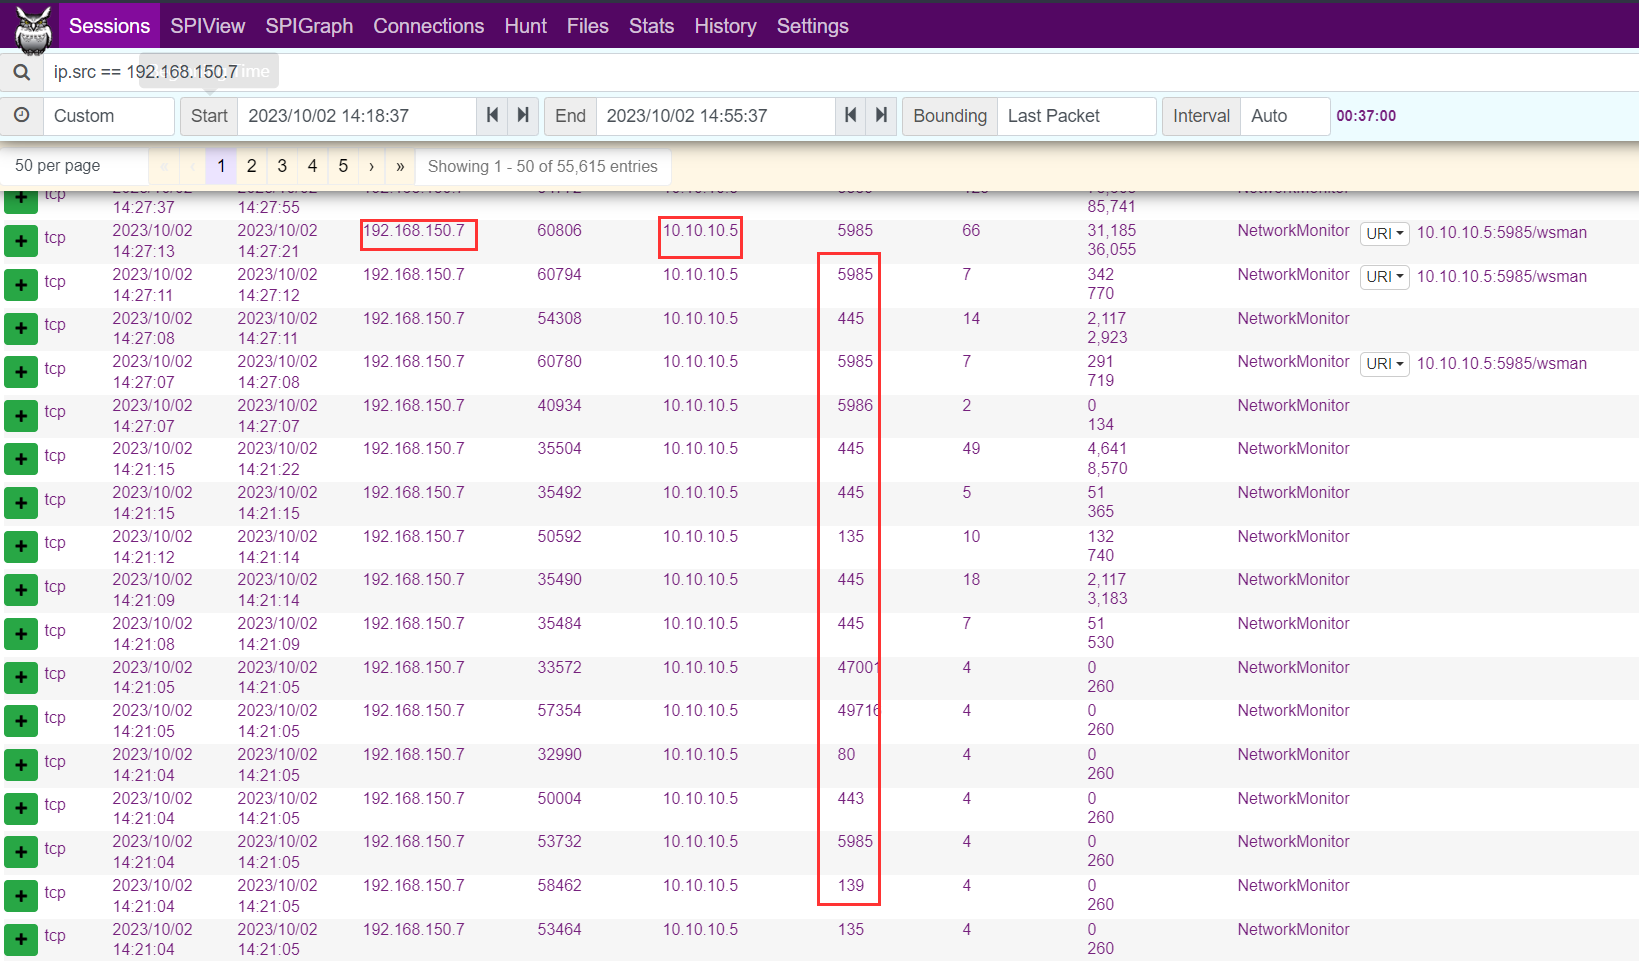 Sessions SPIView SPIGraph Connections Hunt Files Stats History Settings
ip.src == 192.168.150.7
Custom Start 2023/10/02 14:18:37 End 2023/10/02 14:55:37 Bounding Last Packet Interval Auto 00:37:00
50 per page « ‹ 1 2 3 4 5 › » Showing 1 - 50 of 55,615 entries
tcp
14:27:37 14:27:55 85,741
tcp 2023/10/02 2023/10/02 192.168.150.7 60806 10.10.10.5 5985 66 31,185 NetworkMonitor URI 10.10.10.5:5985/wsman
14:27:13 14:27:21 36,055
tcp 2023/10/02 2023/10/02 192.168.150.7 60794 10.10.10.5 5985 7 342 NetworkMonitor URI 10.10.10.5:5985/wsman
14:27:11 14:27:12 770
tcp 2023/10/02 2023/10/02 192.168.150.7 54308 10.10.10.5 445 14 2,117 NetworkMonitor
14:27:08 14:27:11 2,923
tcp 2023/10/02 2023/10/02 192.168.150.7 60780 10.10.10.5 5985 7 291 NetworkMonitor URI 10.10.10.5:5985/wsman
14:27:07 14:27:08 719
tcp 2023/10/02 2023/10/02 192.168.150.7 40934 10.10.10.5 5986 2 0 NetworkMonitor
14:27:07 14:27:07 134
tcp 2023/10/02 2023/10/02 192.168.150.7 35504 10.10.10.5 445 49 4,641 NetworkMonitor
14:21:15 14:21:22 8,570
tcp 2023/10/02 2023/10/02 192.168.150.7 35492 10.10.10.5 445 5 51 NetworkMonitor
14:21:15 14:21:15 365
tcp 2023/10/02 2023/10/02 192.168.150.7 50592 10.10.10.5 135 10 132 NetworkMonitor
14:21:12 14:21:14 740
tcp 2023/10/02 2023/10/02 192.168.150.7 35490 10.10.10.5 445 18 2,117 NetworkMonitor
14:21:09 14:21:14 3,183
tcp 2023/10/02 2023/10/02 192.168.150.7 35484 10.10.10.5 445 7 51 NetworkMonitor
14:21:08 14:21:09 530
tcp 2023/10/02 2023/10/02 192.168.150.7 33572 10.10.10.5 47001 4 0 NetworkMonitor
14:21:05 14:21:05 260
tcp 2023/10/02 2023/10/02 192.168.150.7 57354 10.10.10.5 49716 4 0 NetworkMonitor
14:21:05 14:21:05 260
tcp 2023/10/02 2023/10/02 192.168.150.7 32990 10.10.10.5 80 4 0 NetworkMonitor
14:21:04 14:21:05 260
tcp 2023/10/02 2023/10/02 192.168.150.7 50004 10.10.10.5 443 4 0 NetworkMonitor
14:21:04 14:21:05 260
tcp 2023/10/02 2023/10/02 192.168.150.7 53732 10.10.10.5 5985 4 0 NetworkMonitor
14:21:04 14:21:05 260
tcp 2023/10/02 2023/10/02 192.168.150.7 58462 10.10.10.5 139 4 0 NetworkMonitor
14:21:04 14:21:05 260
tcp 2023/10/02 2023/10/02 192.168.150.7 53464 10.10.10.5 135 4 0 NetworkMonitor
14:21:04 14:21:05 260